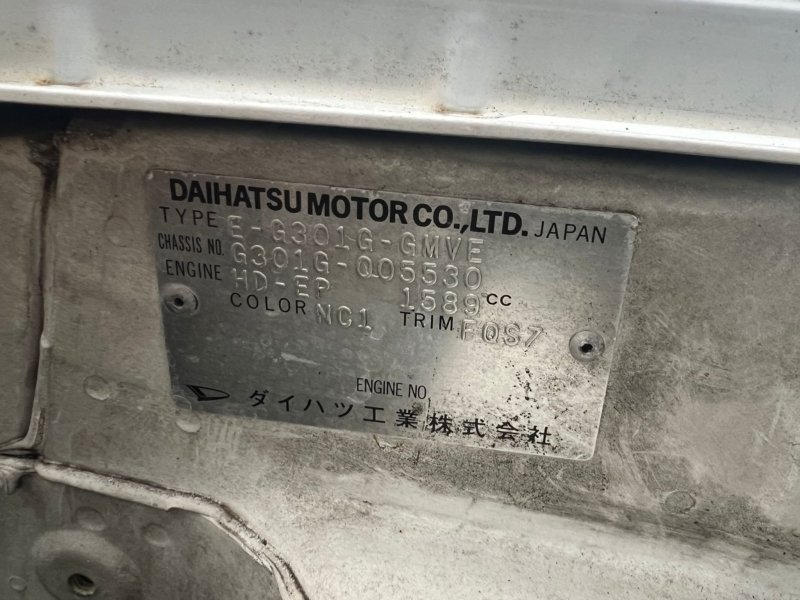 DAIHATSU MOTOR CO.,LTD. JAPAN
TYPE E-G301G-GMVE
CHASSIS NO. G301G-005530
ENGINE HD-EP 1589 CC
COLOR NC1 TRIM FQS7
ENGINE NO
ダイハツ工業株式会社